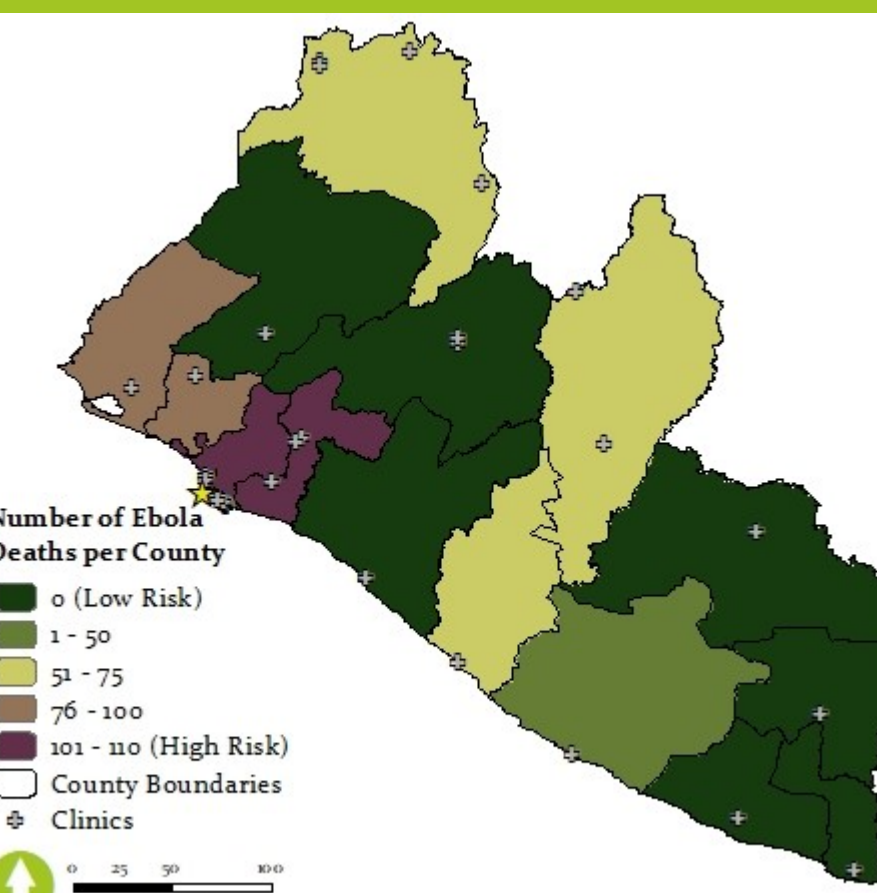 Number of Ebola
Deaths per County
0 (Low Risk)
1 - 50
51 - 75
76 - 100
101 - 110 (High Risk)
County Boundaries
Clinics
0 25 50 100